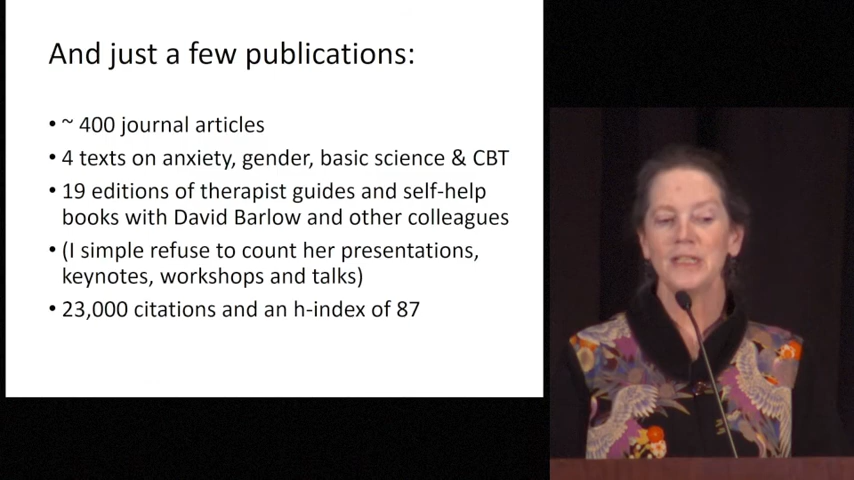 And just a few publications:
• ~ 400 journal articles
• 4 texts on anxiety, gender, basic science & CBT
• 19 editions of therapist guides and self-help
books with David Barlow and other colleagues
• (I simple refuse to count her presentations,
keynotes, workshops and talks)
• 23,000 citations and an h-index of 87